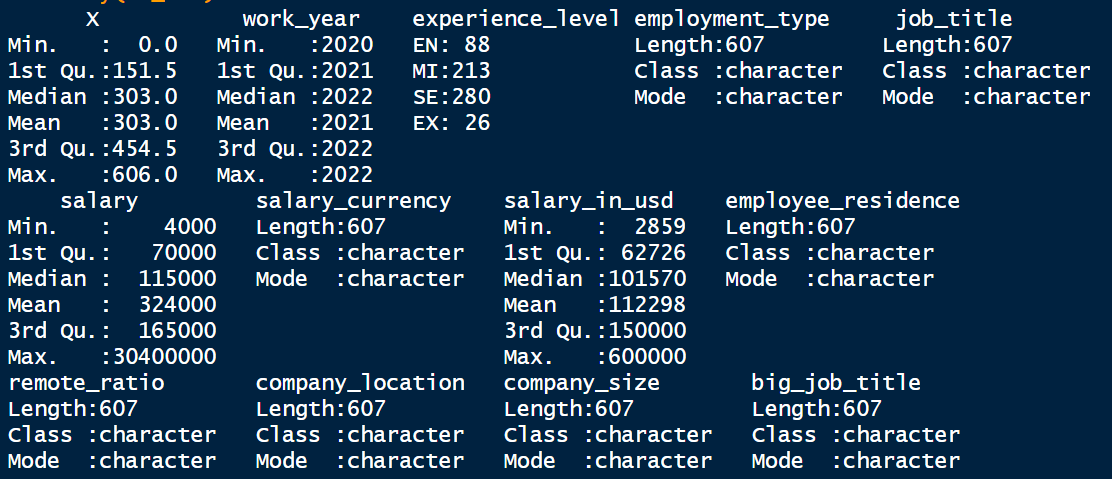 X             work_year    experience_level employment_type     job_title
Min.   :  0.0   Min.   :2020   EN: 88           Length:607         Length:607
1st Qu.:151.5   1st Qu.:2021   MI:213           Class :character   Class :character
Median :303.0   Median :2022   SE:280           Mode  :character   Mode  :character
Mean   :303.0   Mean   :2021   EX: 26
3rd Qu.:454.5   3rd Qu.:2022
Max.   :606.0   Max.   :2022
salary         salary_currency    salary_in_usd    employee_residence
Min.   :    4000   Length:607         Min.   :  2859   Length:607
1st Qu.:   70000   Class :character   1st Qu.: 62726   Class :character
Median :  115000   Mode  :character   Median :101570   Mode  :character
Mean   :  324000                      Mean   :112298
3rd Qu.:  165000                      3rd Qu.:150000
Max.   :30400000                      Max.   :600000
remote_ratio       company_location   company_size       big_job_title
Length:607         Length:607         Length:607         Length:607
Class :character   Class :character   Class :character   Class :character
Mode  :character   Mode  :character   Mode  :character   Mode  :character